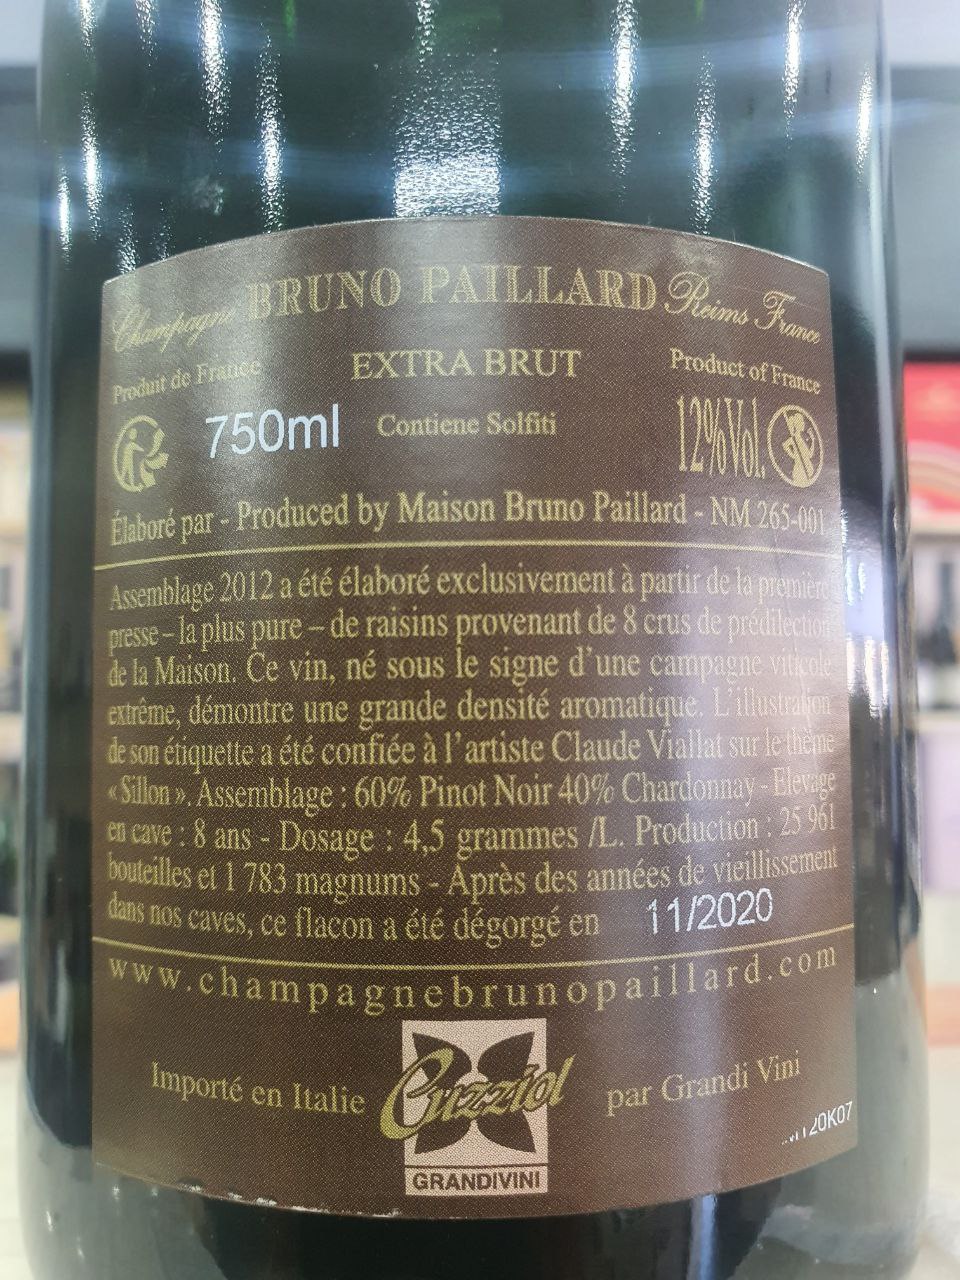 Champagne BRUNO PAILLARD Reims France
Produit de France EXTRA BRUT Product of France
750ml Contiene Solfiti 12%Vol.
Élaboré par - Produced by Maison Bruno Paillard - NM 265-001
Assemblage 2012 a été élaboré exclusivement à partir de la première
presse – la plus pure – de raisins provenant de 8 crus de prédilection
de la Maison. Ce vin, né sous le signe d'une campagne viticole
extrême, démontre une grande densité aromatique. L'illustration
de son étiquette a été confiée à l'artiste Claude Viallat sur le thème
« Sillon ». Assemblage : 60% Pinot Noir 40% Chardonnay - Elevage
en cave : 8 ans - Dosage : 4,5 grammes /L. Production : 25 961
bouteilles et 1 783 magnums - Après des années de vieillissement
dans nos caves, ce flacon a été dégorgé en 11/2020
www.champagnebrunopaillard.com
Importé en Italie Cuzziol par Grandi Vini
GRANDIVINI